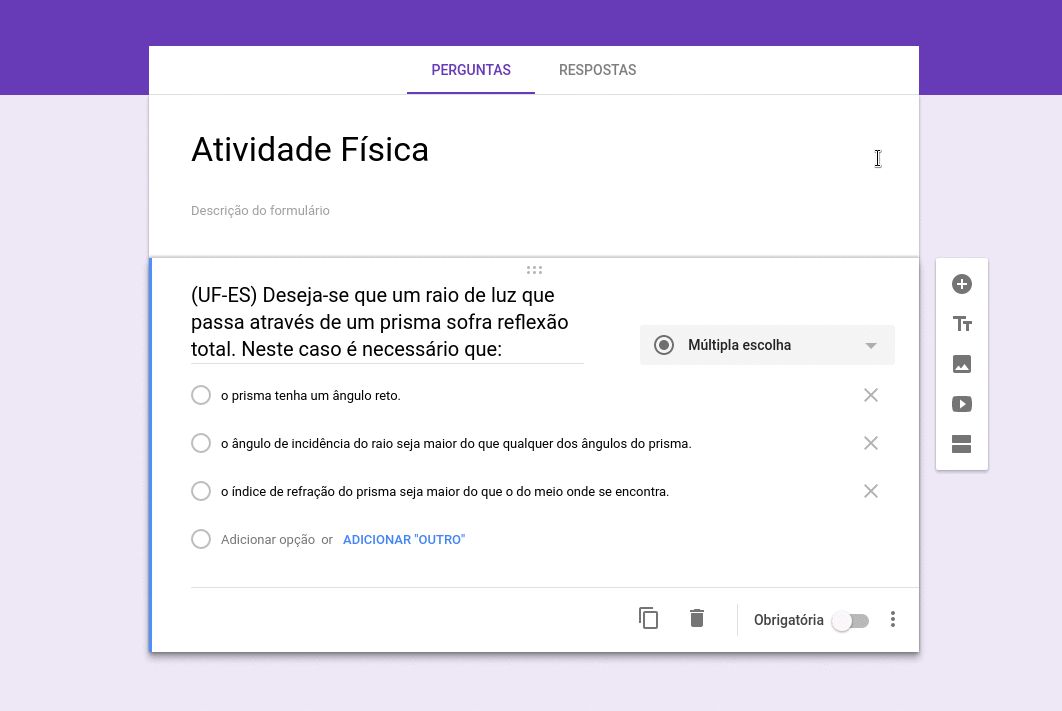 PERGUNTAS RESPOSTAS
Atividade Física
Descrição do formulário
(UF-ES) Deseja-se que um raio de luz que
passa através de um prisma sofra reflexão
total. Neste caso é necessário que:
Múltipla escolha
o prisma tenha um ângulo reto.
o ângulo de incidência do raio seja maior do que qualquer dos ângulos do prisma.
o índice de refração do prisma seja maior do que o do meio onde se encontra.
Adicionar opção or ADICIONAR "OUTRO"
Obrigatória